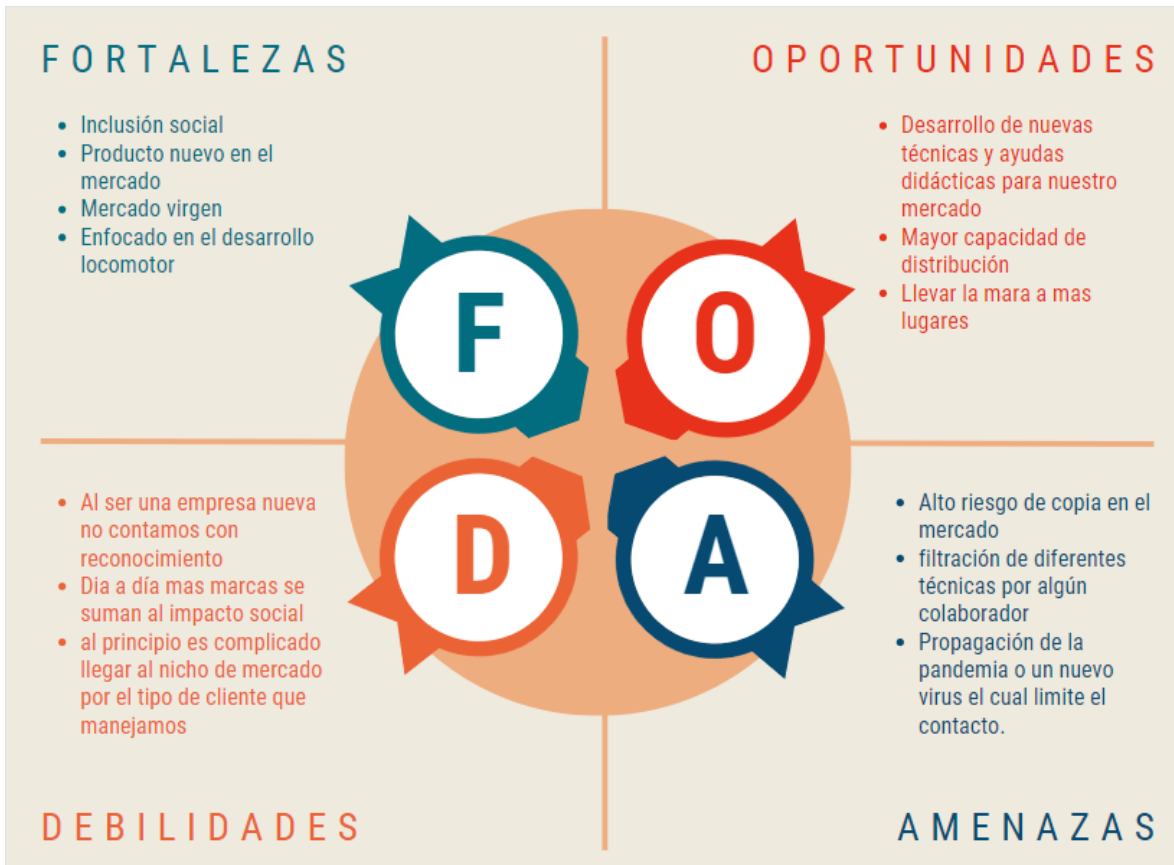 FORTALEZAS
• Inclusión social
• Producto nuevo en el
mercado
• Mercado virgen
• Enfocado en el desarrollo
locomotor
OPORTUNIDADES
• Desarrollo de nuevas
técnicas y ayudas
didácticas para nuestro
mercado
• Mayor capacidad de
distribución
• Llevar la mara a mas
lugares
F
O
D
A
• Al ser una empresa nueva
no contamos con
reconocimiento
• Dia a día mas marcas se
suman al impacto social
• al principio es complicado
llegar al nicho de mercado
por el tipo de cliente que
manejamos
DEBILIDADES
• Alto riesgo de copia en el
mercado
• filtración de diferentes
técnicas por algún
colaborador
• Propagación de la
pandemia o un nuevo
virus el cual limite el
contacto.
AMENAZAS